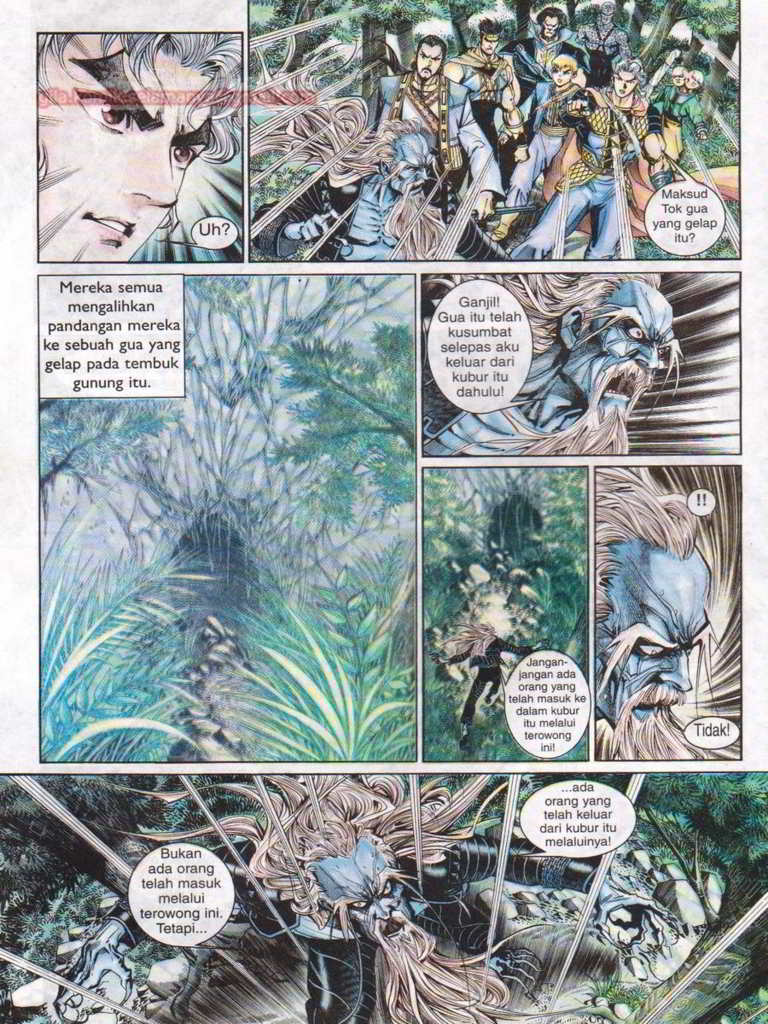 Uh?
Maksud
Tok gua
yang gelap
itu?
Mereka semua
mengalihkan
pandangan mereka
ke sebuah gua yang
gelap pada tembuk
gunung itu.
Ganjil!
Gua itu telah
kusumbat
selepas aku
keluar dari
kubur itu
dahulu!
Jangan-
jangan ada
orang yang
telah masuk ke
dalam kubur
itu melalui
terowong
ini!
!!
Tidak!
Bukan
ada orang
telah masuk
melalui
terowong ini.
Tetapi...
...ada
orang yang
telah keluar
dari kubur itu
melaluinya!